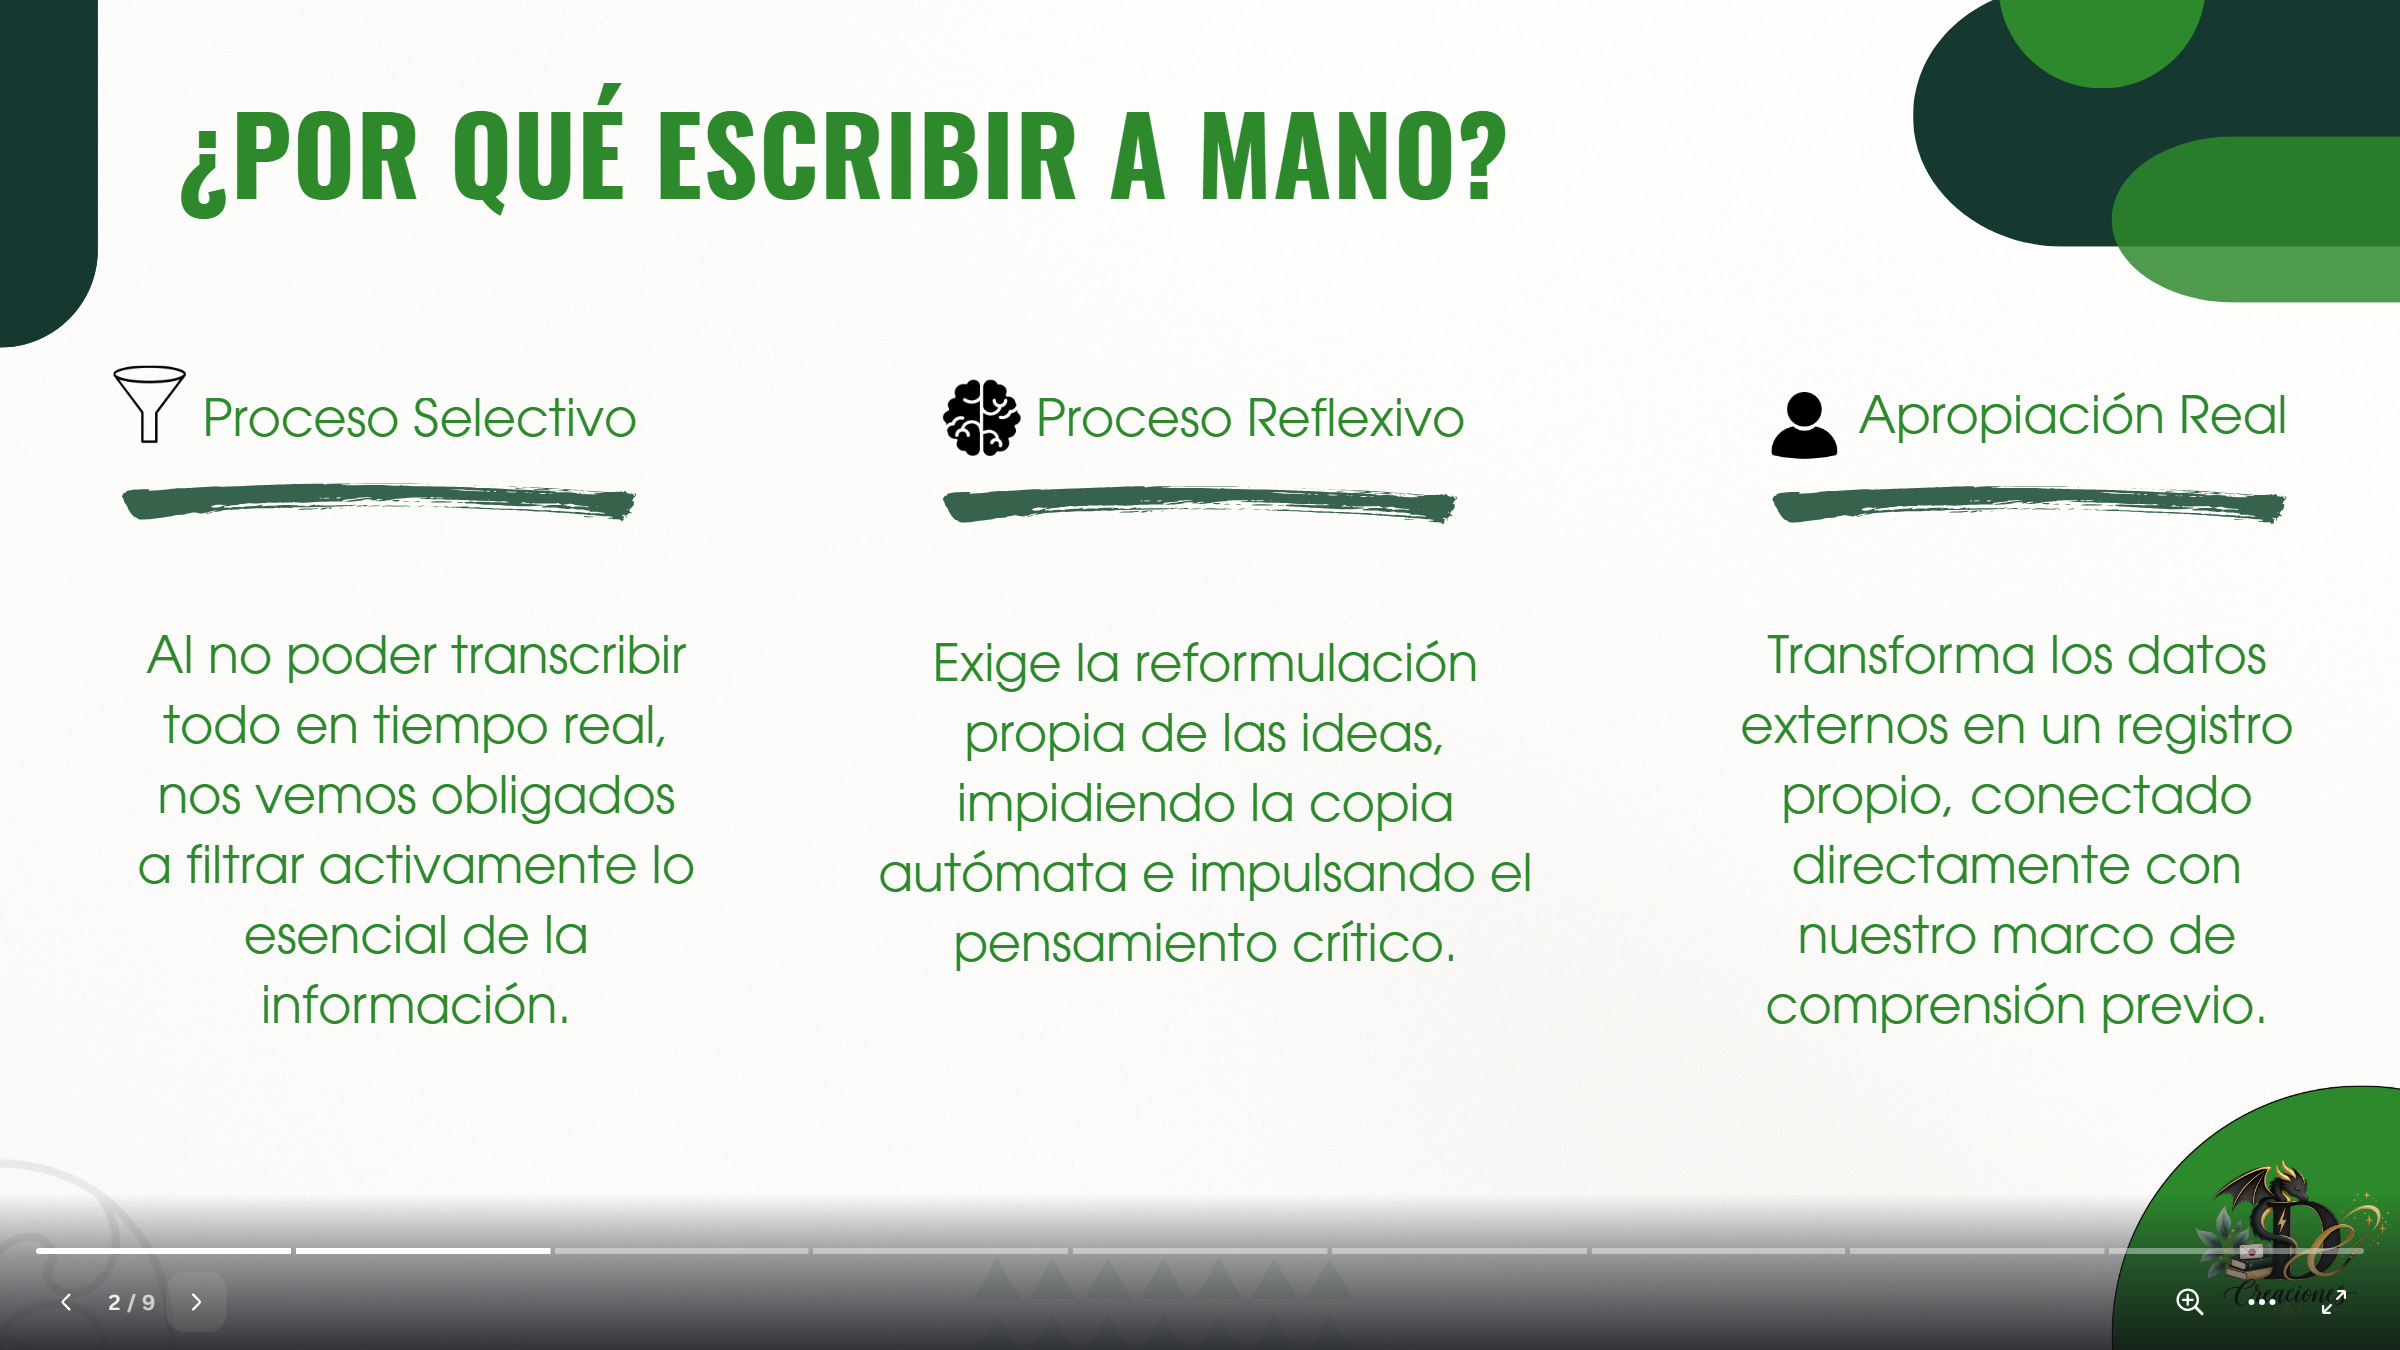 ¿POR QUÉ ESCRIBIR A MANO?
Proceso Selectivo
Al no poder transcribir
todo en tiempo real,
nos vemos obligados
a filtrar activamente lo
esencial de la
información.
Proceso Reflexivo
Exige la reformulación
propia de las ideas,
impidiendo la copia
autómata e impulsando el
pensamiento crítico.
Apropiación Real
Transforma los datos
externos en un registro
propio, conectado
directamente con
nuestro marco de
comprensión previo.
2 / 9
DC
Creaciones